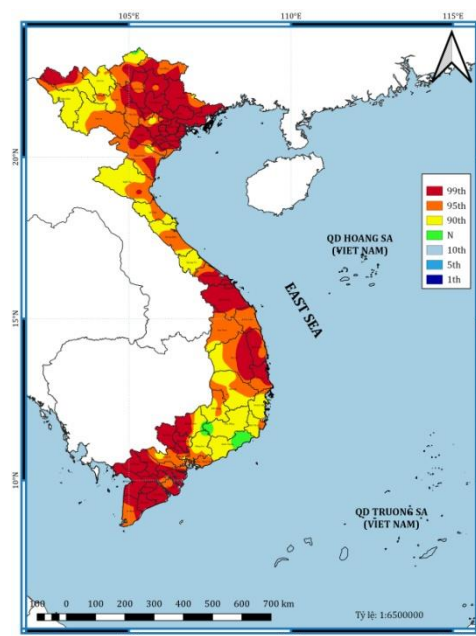 105°E
110°E
115°E
20°N
15°N
10°N
99th
95th
90th
N
10th
5th
1th
QD HOANG SA
(VIET NAM)
EAST SEA
QD TRUONG SA
(VIET NAM)
100 0 100 200 300 400 500 600 700 km
Tỷ lệ: 1:6500000